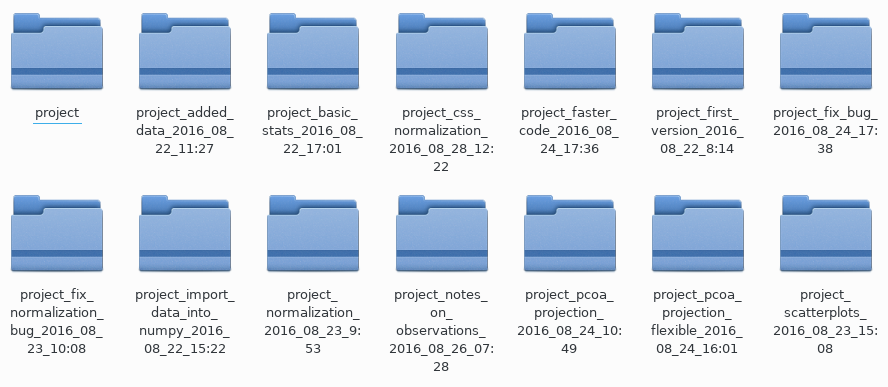 project
project_added_
data_2016_08_
22_11:27
project_basic_
stats_2016_08_
22_17:01
project_css_
normalization_
2016_08_28_12:
22
project_faster_
code_2016_08_
24_17:36
project_first_
version_2016_
08_22_8:14
project_fix_bug_
2016_08_24_17:
38
project_fix_
normalization_
bug_2016_08_
23_10:08
project_import_
data_into_
numpy_2016_
08_22_15:22
project_
normalization_
2016_08_23_9:
53
project_notes_
on_
observations_
2016_08_26_07:
28
project_pcoa_
projection_
2016_08_24_10:
49
project_pcoa_
projection_
flexible_2016_
08_24_16:01
project_
scatterplots_
2016_08_23_15:
08